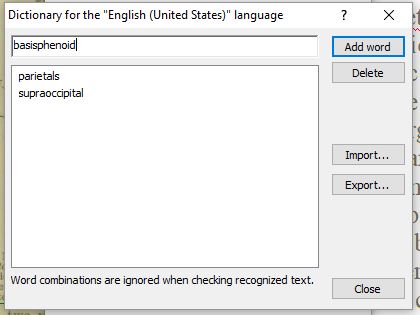 Dictionary for the "English (United States)" language
?
basisphenoid
Add word
parietals
Delete
supraoccipital
Import...
Export...
Word combinations are ignored when checking recognized text.
Close